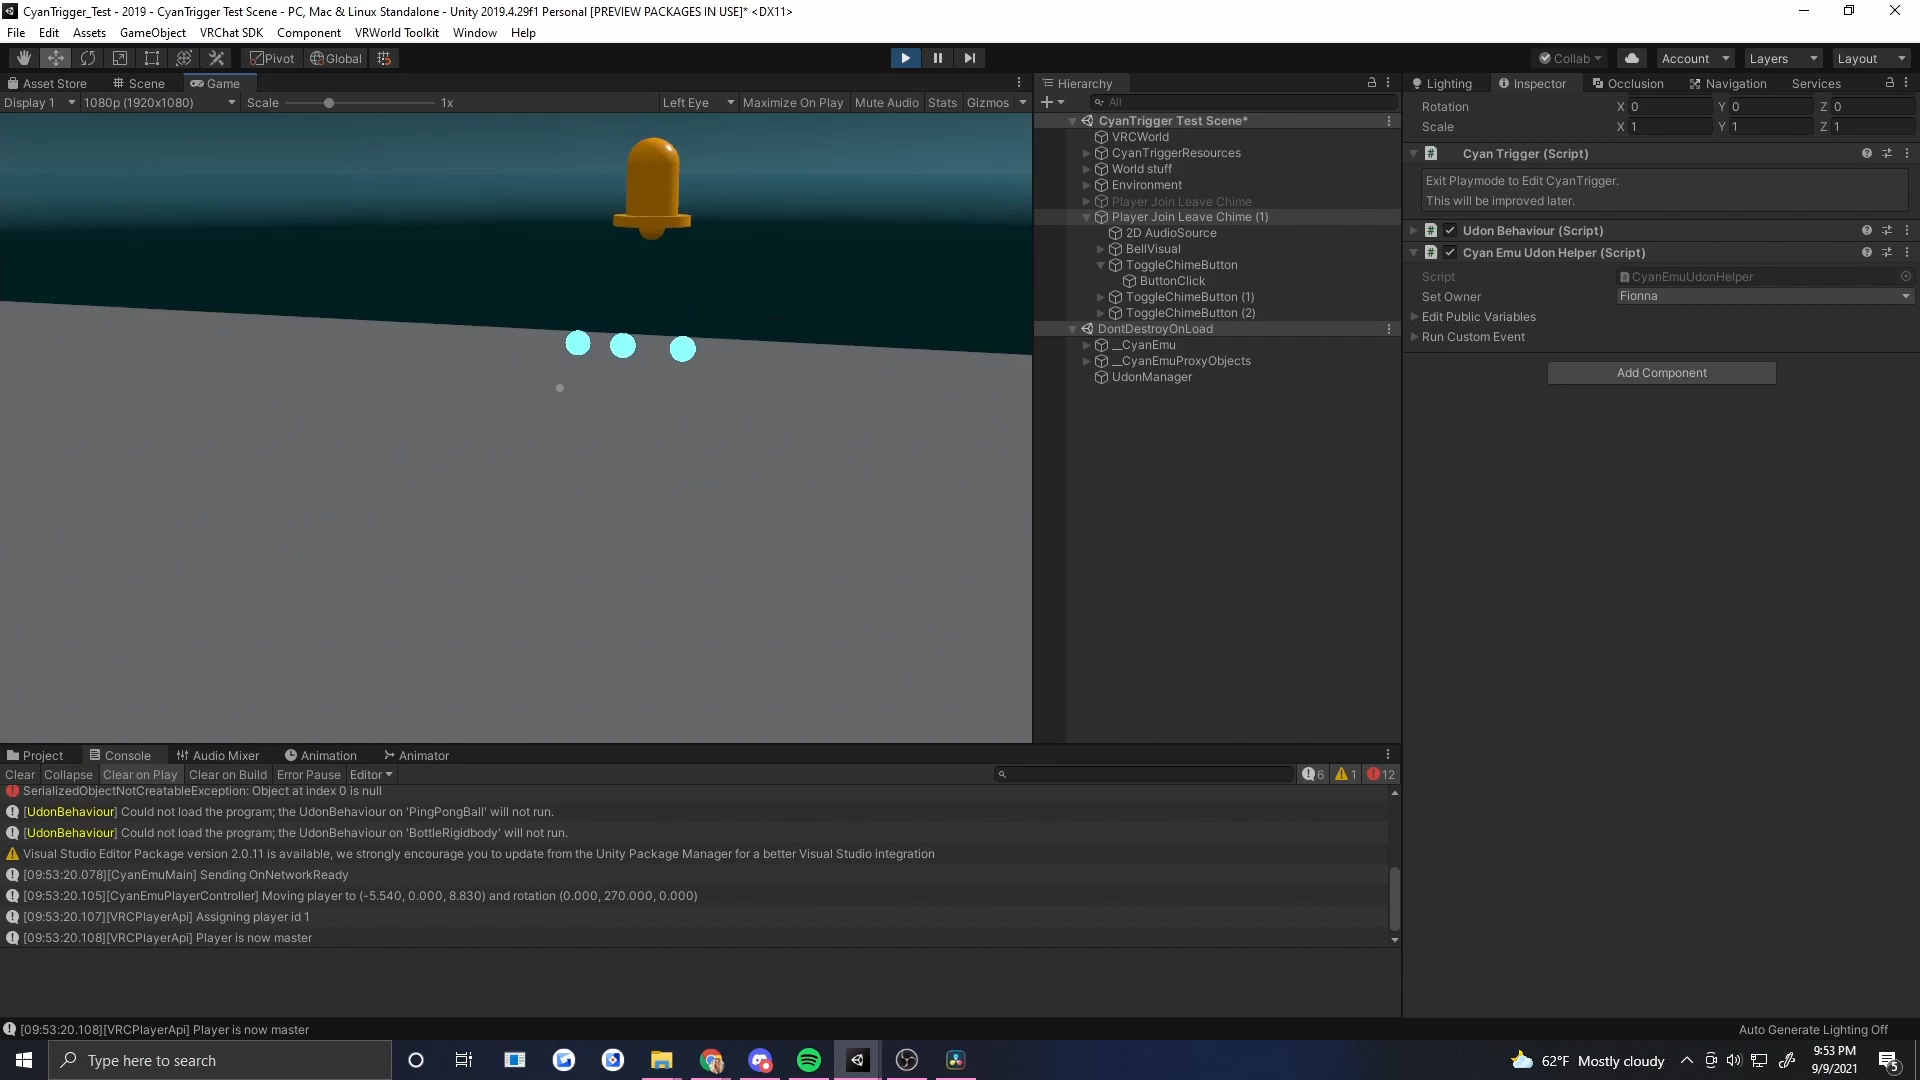 CyanTrigger_Test - 2019 - CyanTrigger Test Scene - PC, Mac & Linux Standalone - Unity 2019.4.29f1 Personal [PREVIEW PACKAGES IN USE]* <DX11>
File Edit Assets GameObject VRChat SDK Component VRWorld Toolkit Window Help
Pivot Global
Collab Account Layers Layout
Asset Store Scene Game
Display 1 1080p (1920x1080) Scale 1x Left Eye Maximize On Play Mute Audio Stats Gizmos
Hierarchy
All
CyanTrigger Test Scene*
VRCWorld
CyanTriggerResources
World stuff
Environment
Player Join Leave Chime
Player Join Leave Chime (1)
2D AudioSource
BellVisual
ToggleChimeButton
ButtonClick
ToggleChimeButton (1)
ToggleChimeButton (2)
DontDestroyOnLoad
__CyanEmu
__CyanEmuProxyObjects
UdonManager
Lighting Inspector Occlusion Navigation Services
Rotation X 0 Y 0 Z 0
Scale X 1 Y 1 Z 1
Cyan Trigger (Script)
Exit Playmode to Edit CyanTrigger.
This will be improved later.
Udon Behaviour (Script)
Cyan Emu Udon Helper (Script)
Script CyanEmuUdonHelper
Set Owner Fionna
Edit Public Variables
Run Custom Event
Add Component
Project Console Audio Mixer Animation Animator
Clear Collapse Clear on Play Clear on Build Error Pause Editor 6 1 12
SerializedObjectNotCreatableException: Object at index 0 is null
[UdonBehaviour] Could not load the program; the UdonBehaviour on 'PingPongBall' will not run.
[UdonBehaviour] Could not load the program; the UdonBehaviour on 'BottleRigidbody' will not run.
Visual Studio Editor Package version 2.0.11 is available, we strongly encourage you to update from the Unity Package Manager for a better Visual Studio integration
[09:53:20.078][CyanEmuMain] Sending OnNetworkReady
[09:53:20.105][CyanEmuPlayerController] Moving player to (-5.540, 0.000, 8.830) and rotation (0.000, 270.000, 0.000)
[09:53:20.107][VRCPlayerApi] Assigning player id 1
[09:53:20.108][VRCPlayerApi] Player is now master
[09:53:20.108][VRCPlayerApi] Player is now master
Auto Generate Lighting Off
Type here to search
62°F Mostly cloudy
9:53 PM
9/9/2021
5